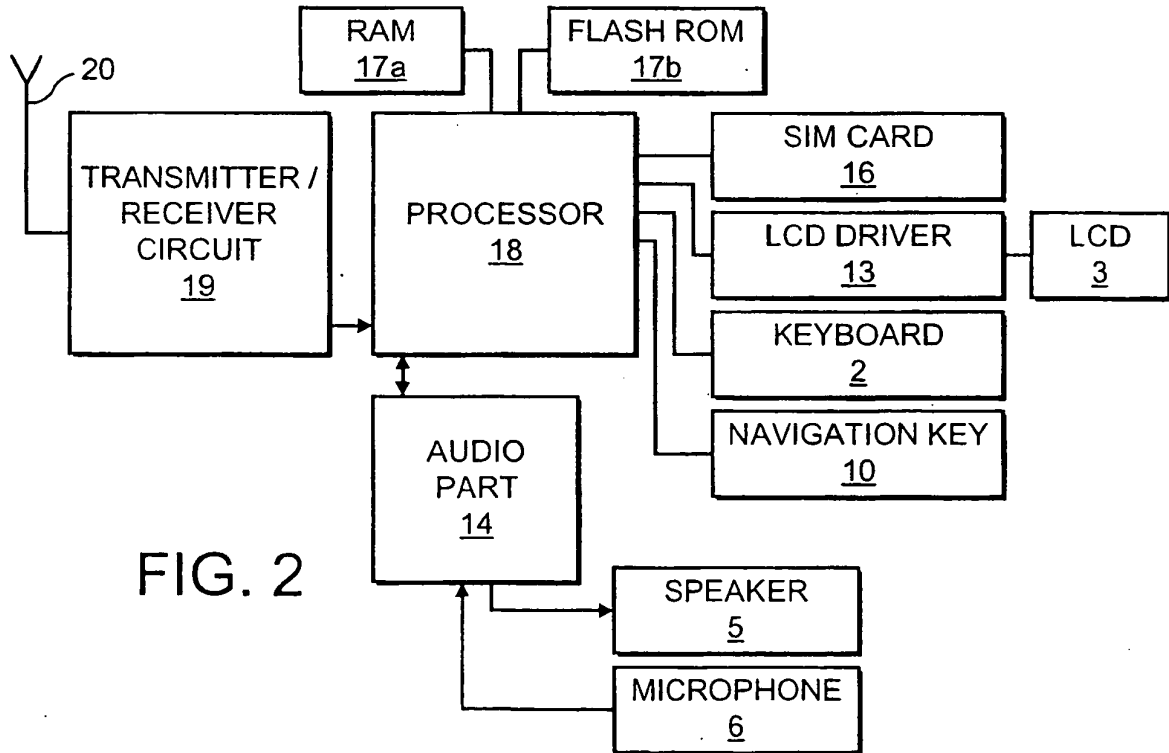 RAM
17a
FLASH ROM
17b
20
TRANSMITTER /
RECEIVER
CIRCUIT
19
PROCESSOR
18
SIM CARD
16
LCD DRIVER
13
LCD
3
KEYBOARD
2
NAVIGATION KEY
10
AUDIO
PART
14
FIG. 2
SPEAKER
5
MICROPHONE
6